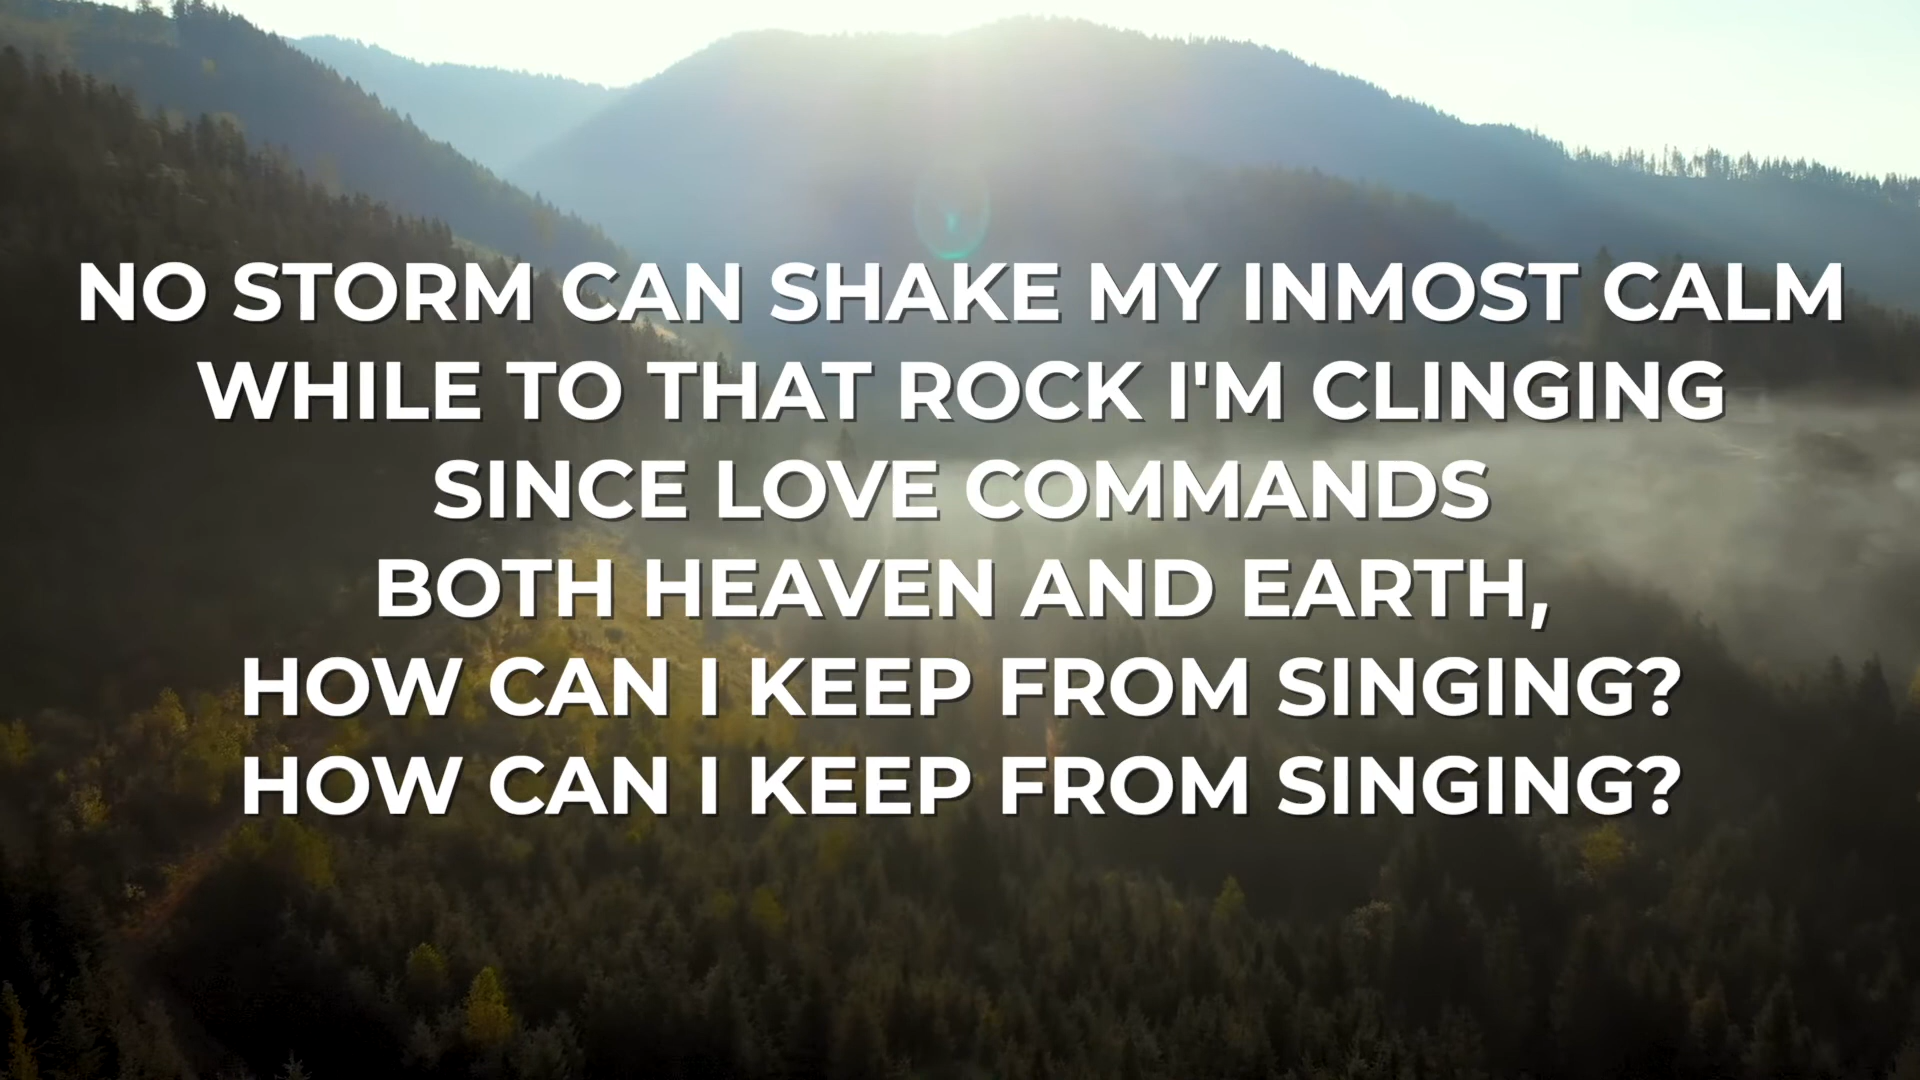 NO STORM CAN SHAKE MY INMOST CALM
WHILE TO THAT ROCK I'M CLINGING
SINCE LOVE COMMANDS
BOTH HEAVEN AND EARTH,
HOW CAN I KEEP FROM SINGING?
HOW CAN I KEEP FROM SINGING?